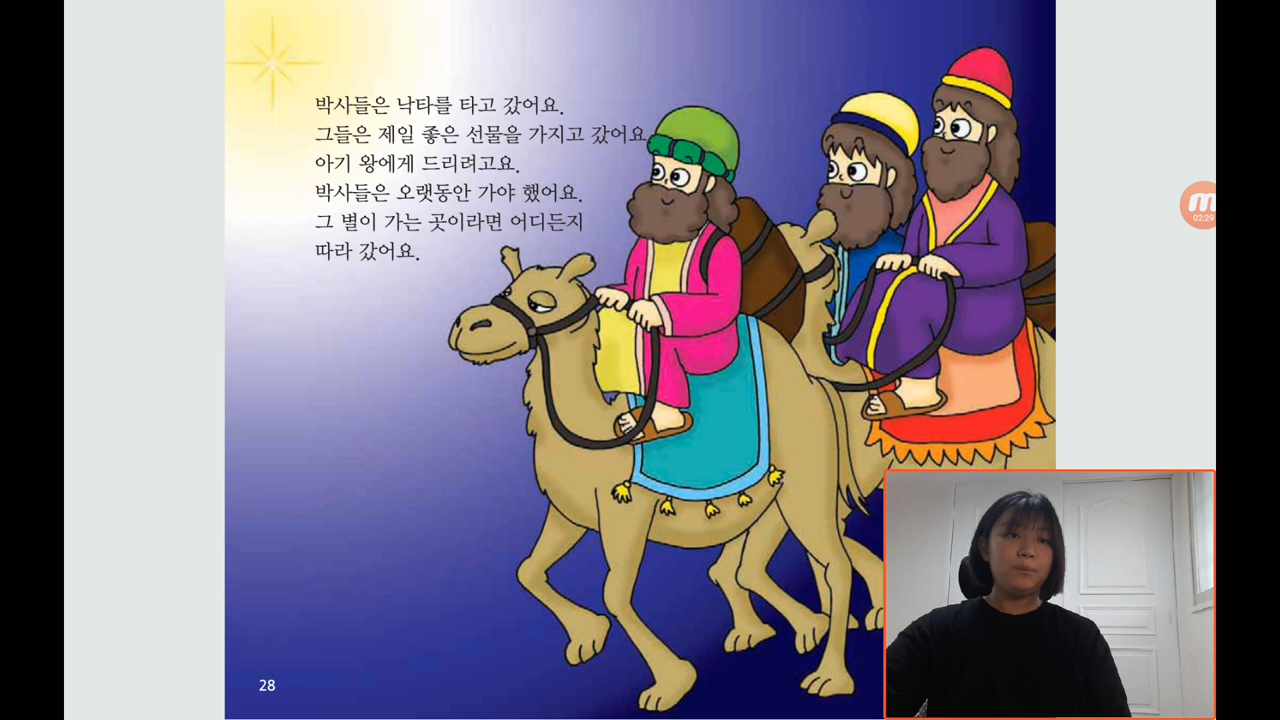 박사들은 낙타를 타고 갔어요.
그들은 제일 좋은 선물을 가지고 갔어요
아기 왕에게 드리려고요.
박사들은 오랫동안 가야 했어요.
그 별이 가는 곳이라면 어디든지
따라 갔어요.
28
02:29